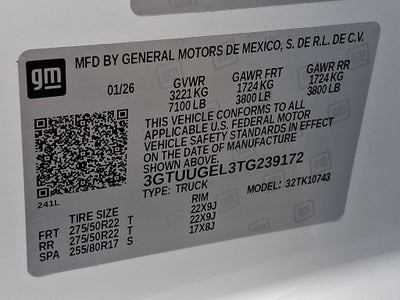 gm
MFD BY GENERAL MOTORS DE MEXICO, S. DE R.L. DE C.V.
01/26 GVWR GAWR FRT GAWR RR
3221 KG 1724 KG 1724 KG
7100 LB 3800 LB 3800 LB
THIS VEHICLE CONFORMS TO ALL
APPLICABLE U.S. FEDERAL MOTOR
VEHICLE SAFETY STANDARDS IN EFFECT
ON THE DATE OF MANUFACTURE
SHOWN ABOVE.
3GTUUGEL3TG239172
TYPE: TRUCK MODEL: 32TK10743
241L
TIRE SIZE RIM
FRT 275/50R22 T 22X9J
RR 275/50R22 T 22X9J
SPA 255/80R17 S 17X8J